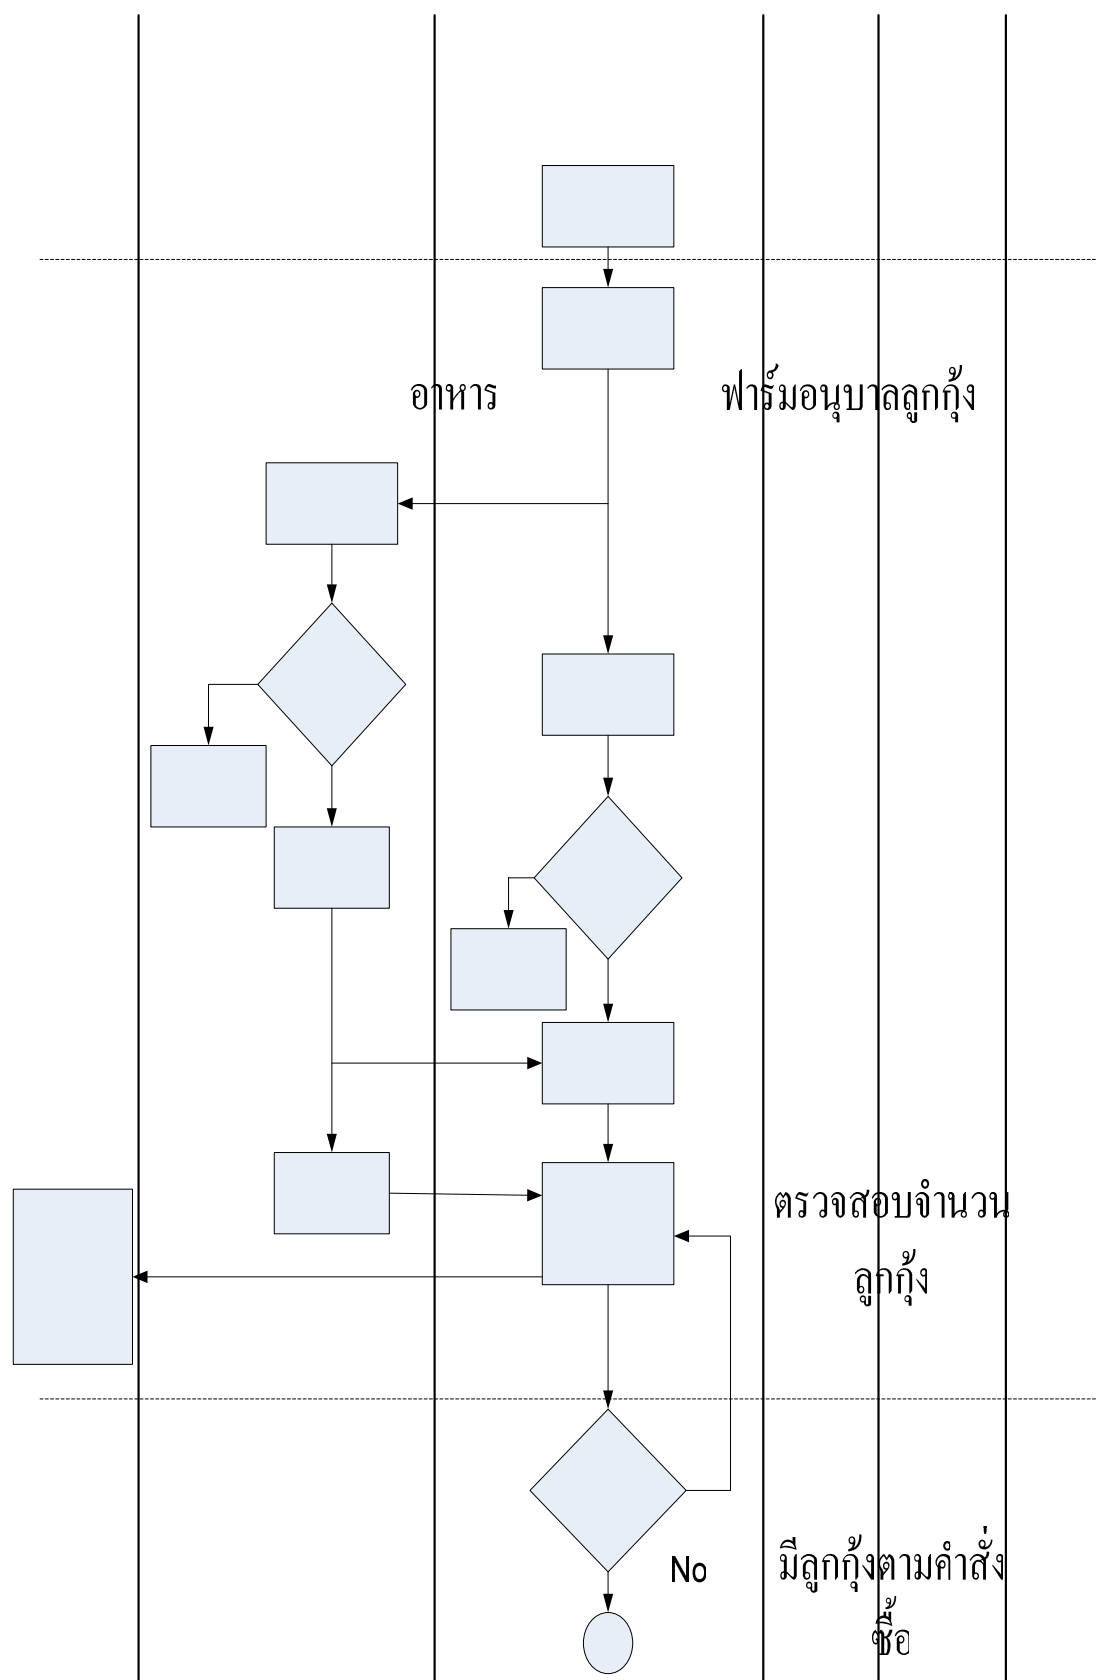 อาหาร
ฟาร์มอนุบาลลูกกุ้ง
ตรวจสอบจำนวน
ลูกกุ้ง
No
มีลูกกุ้งตามคำสั่ง
ซื้อ